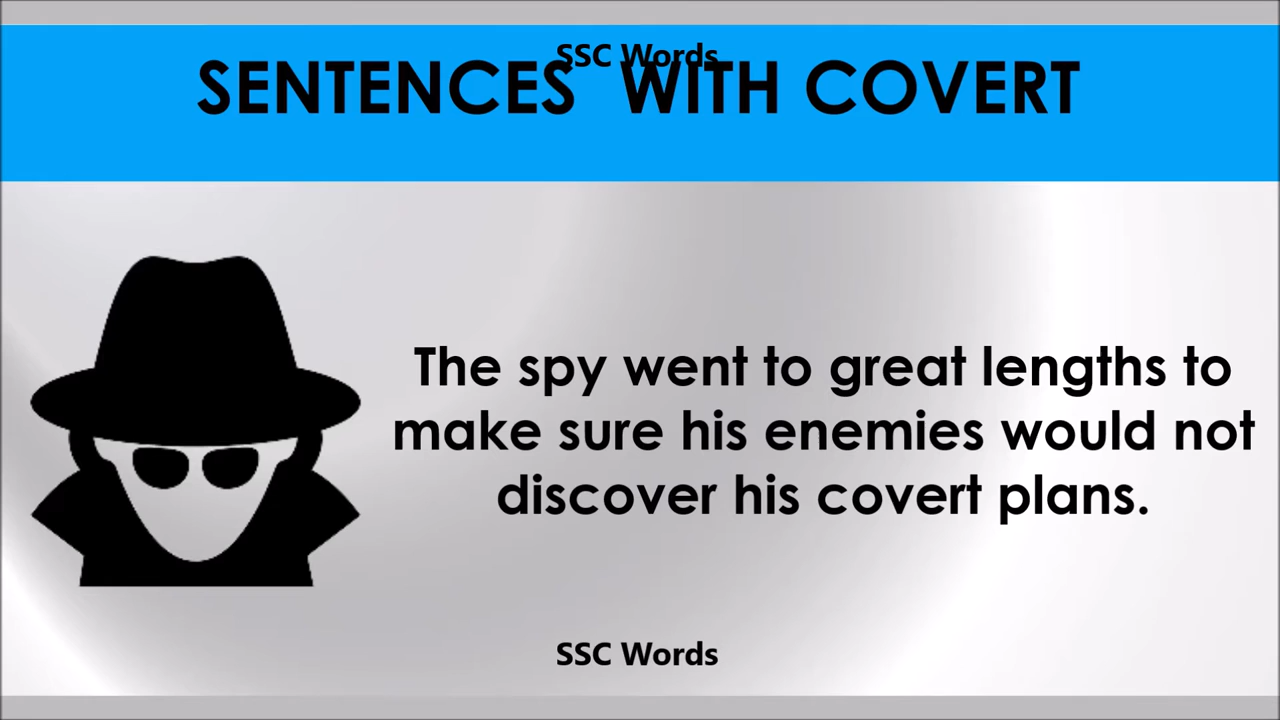 SSC Words
SENTENCES WITH COVERT
The spy went to great lengths to
make sure his enemies would not
discover his covert plans.
SSC Words